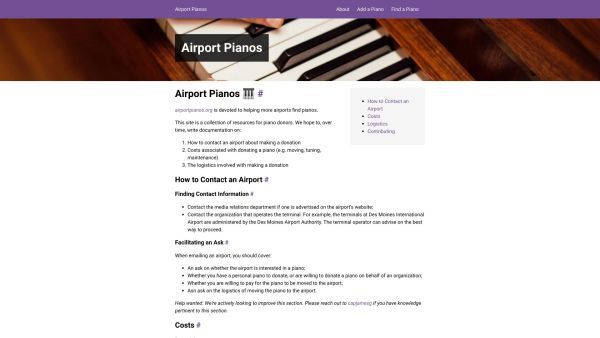 Airport Pianos
About Add a Piano Find a Piano
Airport Pianos
Airport Pianos #
airportpianos.org is devoted to helping more airports find pianos.
This site is a collection of resources for piano donors. We hope to, over
time, write documentation on:
1. How to contact an airport about making a donation
2. Costs associated with donating a piano (e.g. moving, tuning,
maintenance)
3. The logistics involved with making a donation
How to Contact an
Airport
Costs
Logistics
Contributing
How to Contact an Airport #
Finding Contact Information #
Contact the media relations department if one is advertised on the airport's website;
Contact the organization that operates the terminal. For example, the terminals at Des Moines International
Airport are administered by the Des Moines Airport Authority. The terminal operator can advise on the best
way to proceed.
Facilitating an Ask #
When emailing an airport, you should cover:
An ask on whether the airport is interested in a piano;
Whether you have a personal piano to donate, or are willing to donate a piano on behalf of an organization;
Whether you are willing to pay for the piano to be moved to the airport;
Aan ask on the logistics of moving the piano to the airport.
Help wanted: We're actively looking to improve this section. Please reach out to capjamesg if you have knowledge
pertinent to this section.
Costs #